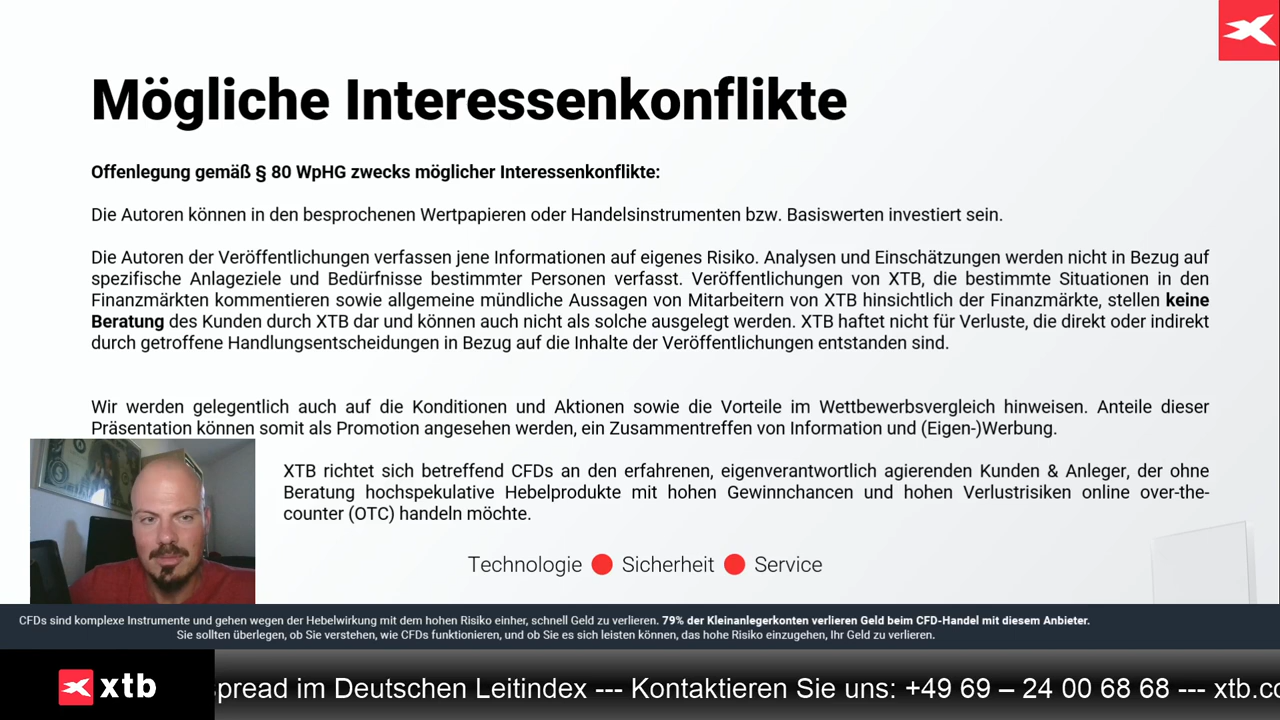 Mögliche Interessenkonflikte
Offenlegung gemäß § 80 WpHG zwecks möglicher Interessenkonflikte:
Die Autoren können in den besprochenen Wertpapieren oder Handelsinstrumenten bzw. Basiswerten investiert sein.
Die Autoren der Veröffentlichungen verfassen jene Informationen auf eigenes Risiko. Analysen und Einschätzungen werden nicht in Bezug auf
spezifische Anlageziele und Bedürfnisse bestimmter Personen verfasst. Veröffentlichungen von XTB, die bestimmte Situationen in den
Finanzmärkten kommentieren sowie allgemeine mündliche Aussagen von Mitarbeitern von XTB hinsichtlich der Finanzmärkte, stellen keine
Beratung des Kunden durch XTB dar und können auch nicht als solche ausgelegt werden. XTB haftet nicht für Verluste, die direkt oder indirekt
durch getroffene Handlungsentscheidungen in Bezug auf die Inhalte der Veröffentlichungen entstanden sind.
Wir werden gelegentlich auch auf die Konditionen und Aktionen sowie die Vorteile im Wettbewerbsvergleich hinweisen. Anteile dieser
Präsentation können somit als Promotion angesehen werden, ein Zusammentreffen von Information und (Eigen-)Werbung.
XTB richtet sich betreffend CFDs an den erfahrenen, eigenverantwortlich agierenden Kunden & Anleger, der ohne
Beratung hochspekulative Hebelprodukte mit hohen Gewinnchancen und hohen Verlustrisiken online over-the-
counter (OTC) handeln möchte.
Technologie Sicherheit Service
CFDs sind komplexe Instrumente und gehen wegen der Hebelwirkung mit dem hohen Risiko einher, schnell Geld zu verlieren. 79% der Kleinanlegerkonten verlieren Geld beim CFD-Handel mit diesem Anbieter.
Sie sollten überlegen, ob Sie verstehen, wie CFDs funktionieren, und ob Sie es sich leisten können, das hohe Risiko einzugehen, Ihr Geld zu verlieren.
xtb spread im Deutschen Leitindex --- Kontaktieren Sie uns: +49 69 – 24 00 68 68 --- xtb.co